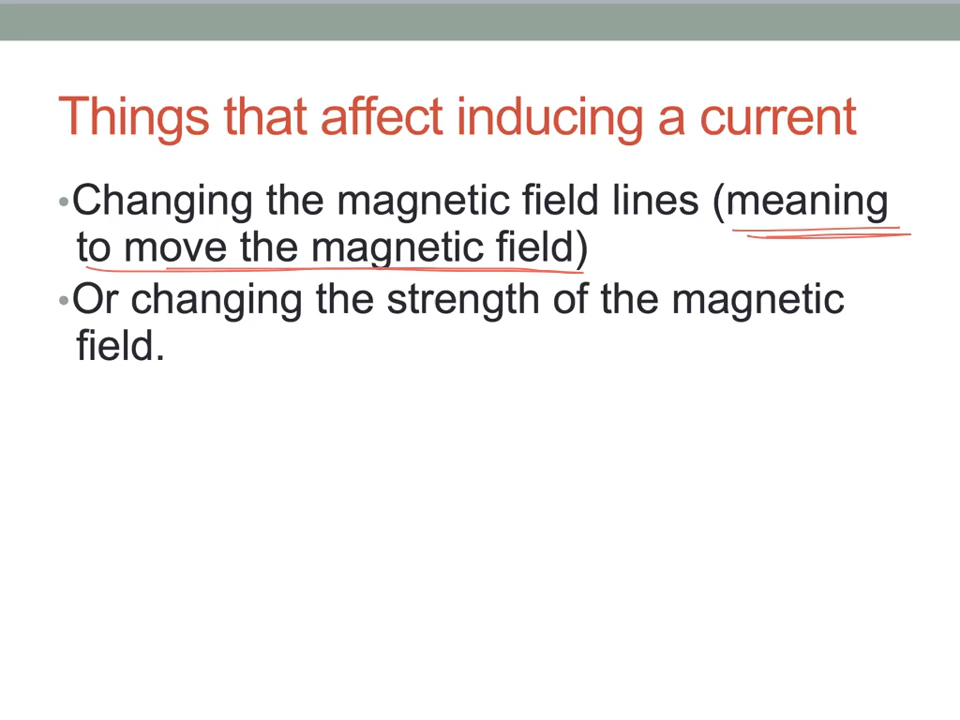 Things that affect inducing a current
•Changing the magnetic field lines (meaning
to move the magnetic field)
•Or changing the strength of the magnetic
field.